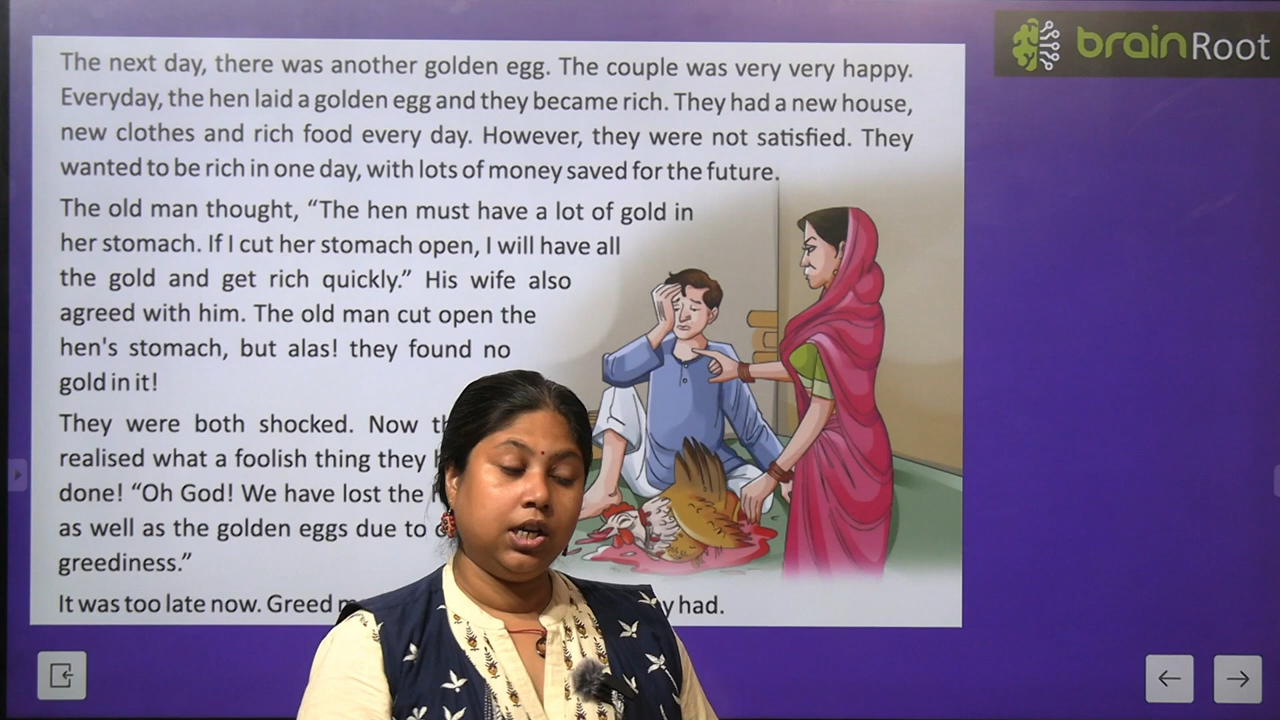 brainRoot
The next day, there was another golden egg. The couple was very very happy.
Everyday, the hen laid a golden egg and they became rich. They had a new house,
new clothes and rich food every day. However, they were not satisfied. They
wanted to be rich in one day, with lots of money saved for the future.
The old man thought, “The hen must have a lot of gold in
her stomach. If I cut her stomach open, I will have all
the gold and get rich quickly.” His wife also
agreed with him. The old man cut open the
hen's stomach, but alas! they found no
gold in it!
They were both shocked. Now
realised what a foolish thing they
done! “Oh God! We have lost the
as well as the golden eggs due to
greediness.”
It was too late now. Greed had.